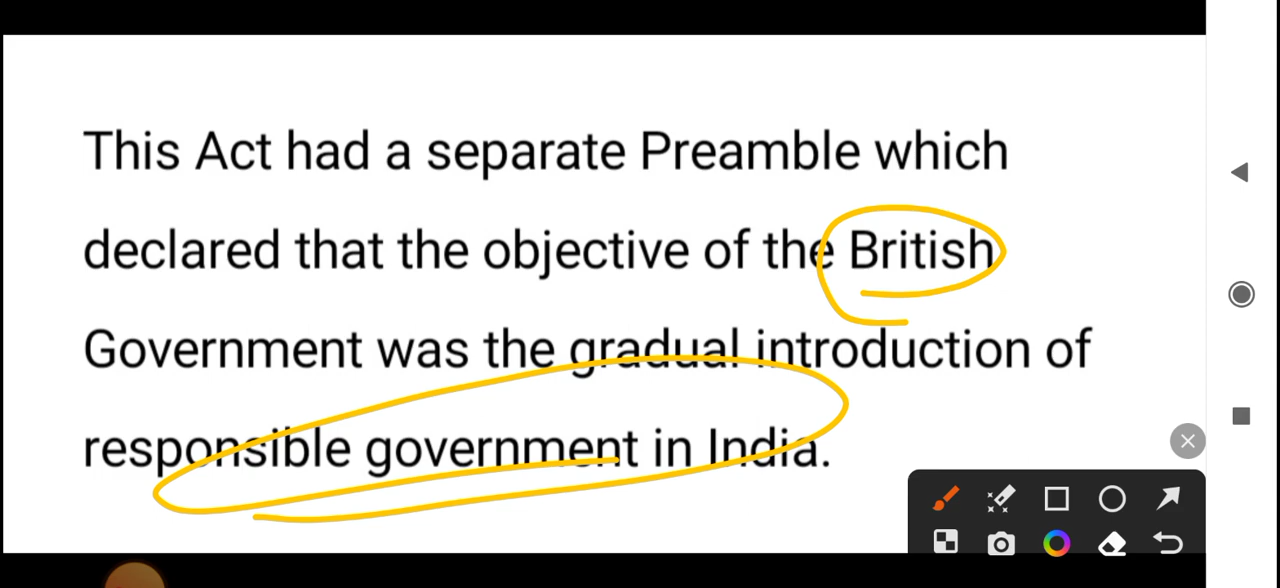 This Act had a separate Preamble which
declared that the objective of the British
Government was the gradual introduction of
responsible government in India.